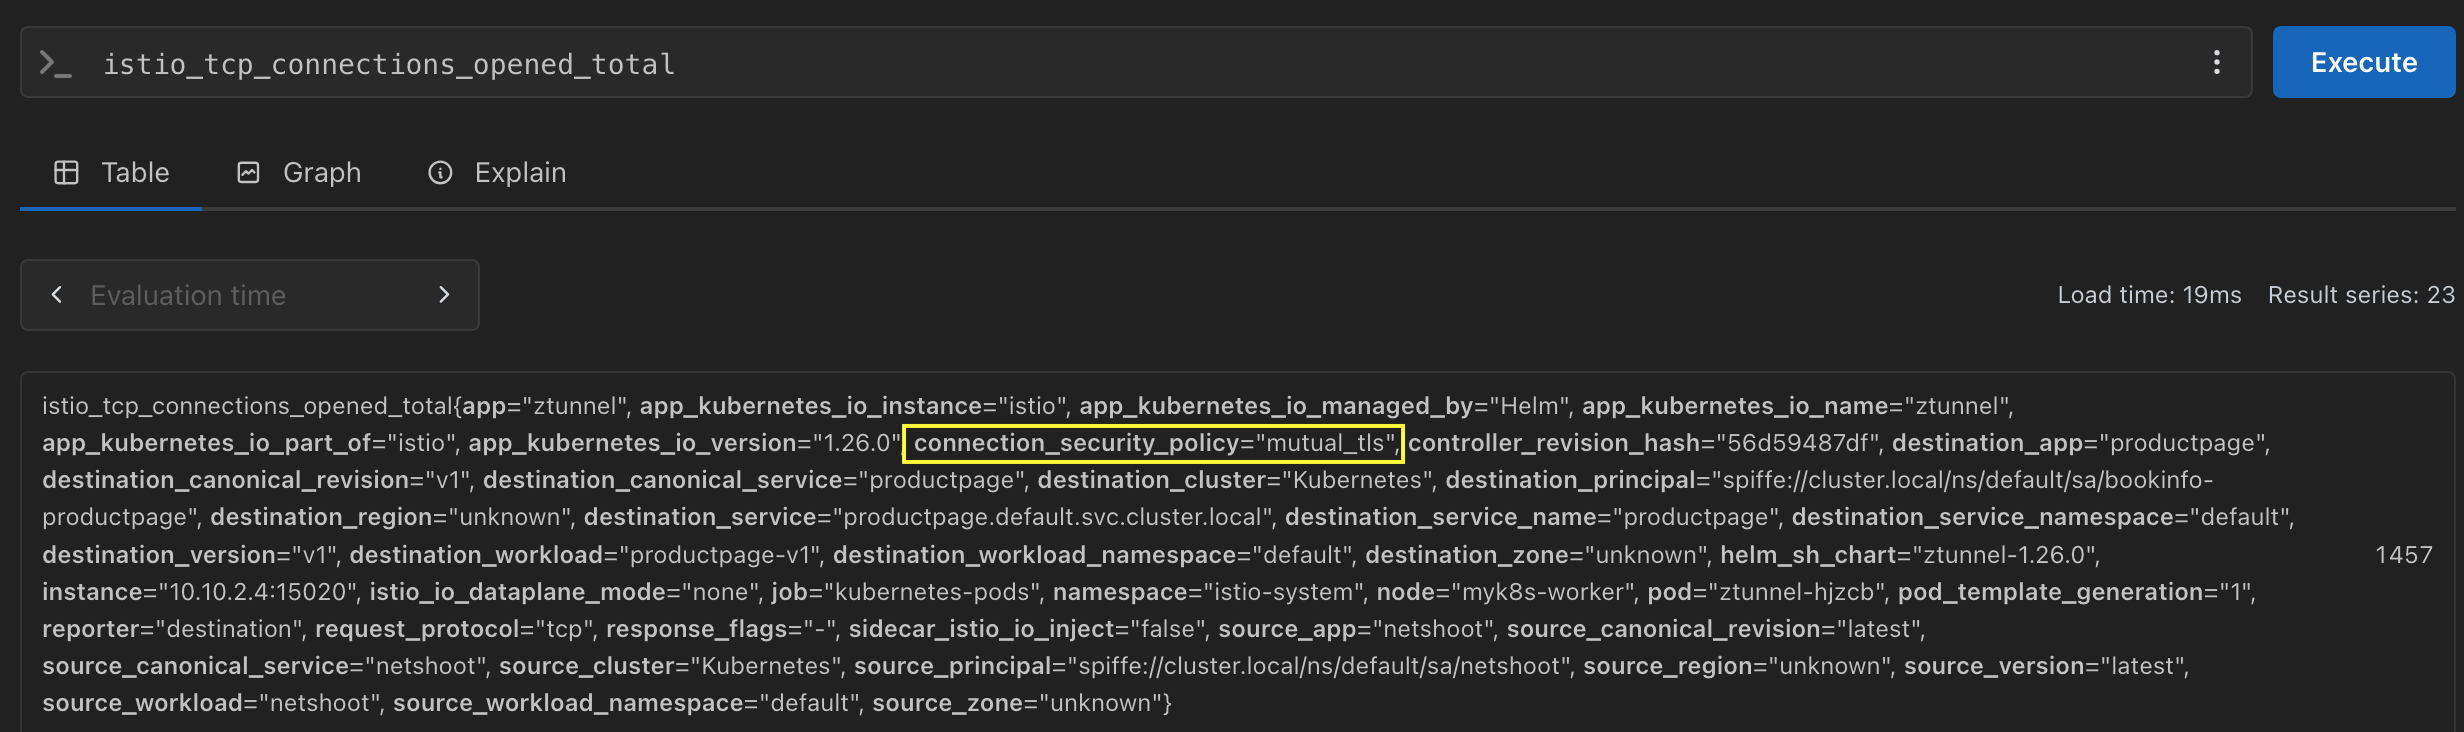 >_ istio_tcp_connections_opened_total
Execute
Table Graph Explain
< Evaluation time >
Load time: 19ms Result series: 23
istio_tcp_connections_opened_total{app="ztunnel", app_kubernetes_io_instance="istio", app_kubernetes_io_managed_by="Helm", app_kubernetes_io_name="ztunnel",
app_kubernetes_io_part_of="istio", app_kubernetes_io_version="1.26.0", connection_security_policy="mutual_tls", controller_revision_hash="56d59487df", destination_app="productpage",
destination_canonical_revision="v1", destination_canonical_service="productpage", destination_cluster="Kubernetes", destination_principal="spiffe://cluster.local/ns/default/sa/bookinfo-
productpage", destination_region="unknown", destination_service="productpage.default.svc.cluster.local", destination_service_name="productpage", destination_service_namespace="default",
destination_version="v1", destination_workload="productpage-v1", destination_workload_namespace="default", destination_zone="unknown", helm_sh_chart="ztunnel-1.26.0",
1457
instance="10.10.2.4:15020", istio_io_dataplane_mode="none", job="kubernetes-pods", namespace="istio-system", node="myk8s-worker", pod="ztunnel-hjzcb", pod_template_generation="1",
reporter="destination", request_protocol="tcp", response_flags="-", sidecar_istio_io_inject="false", source_app="netshoot", source_canonical_revision="latest",
source_canonical_service="netshoot", source_cluster="Kubernetes", source_principal="spiffe://cluster.local/ns/default/sa/netshoot", source_region="unknown", source_version="latest",
source_workload="netshoot", source_workload_namespace="default", source_zone="unknown"}